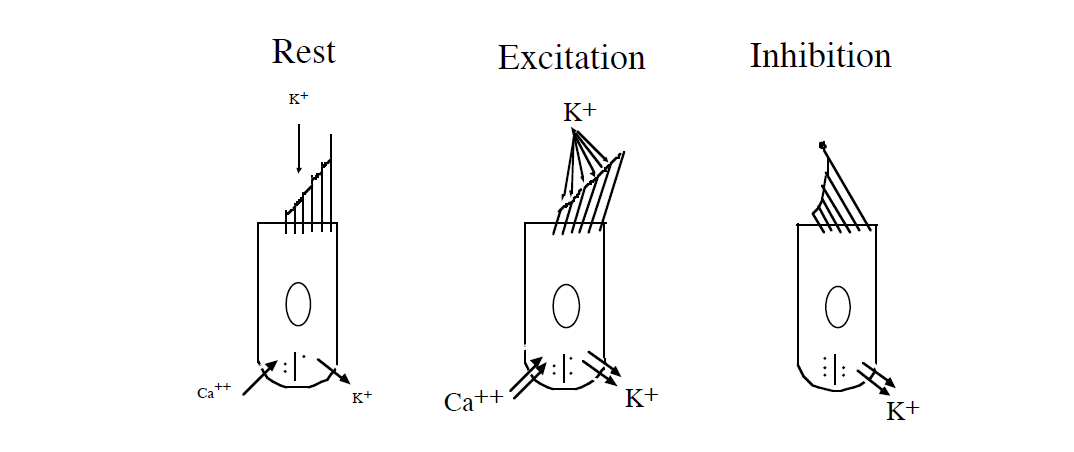 Rest
Excitation
Inhibition
K+
K+
Ca++
K+
Ca++
K+
K+